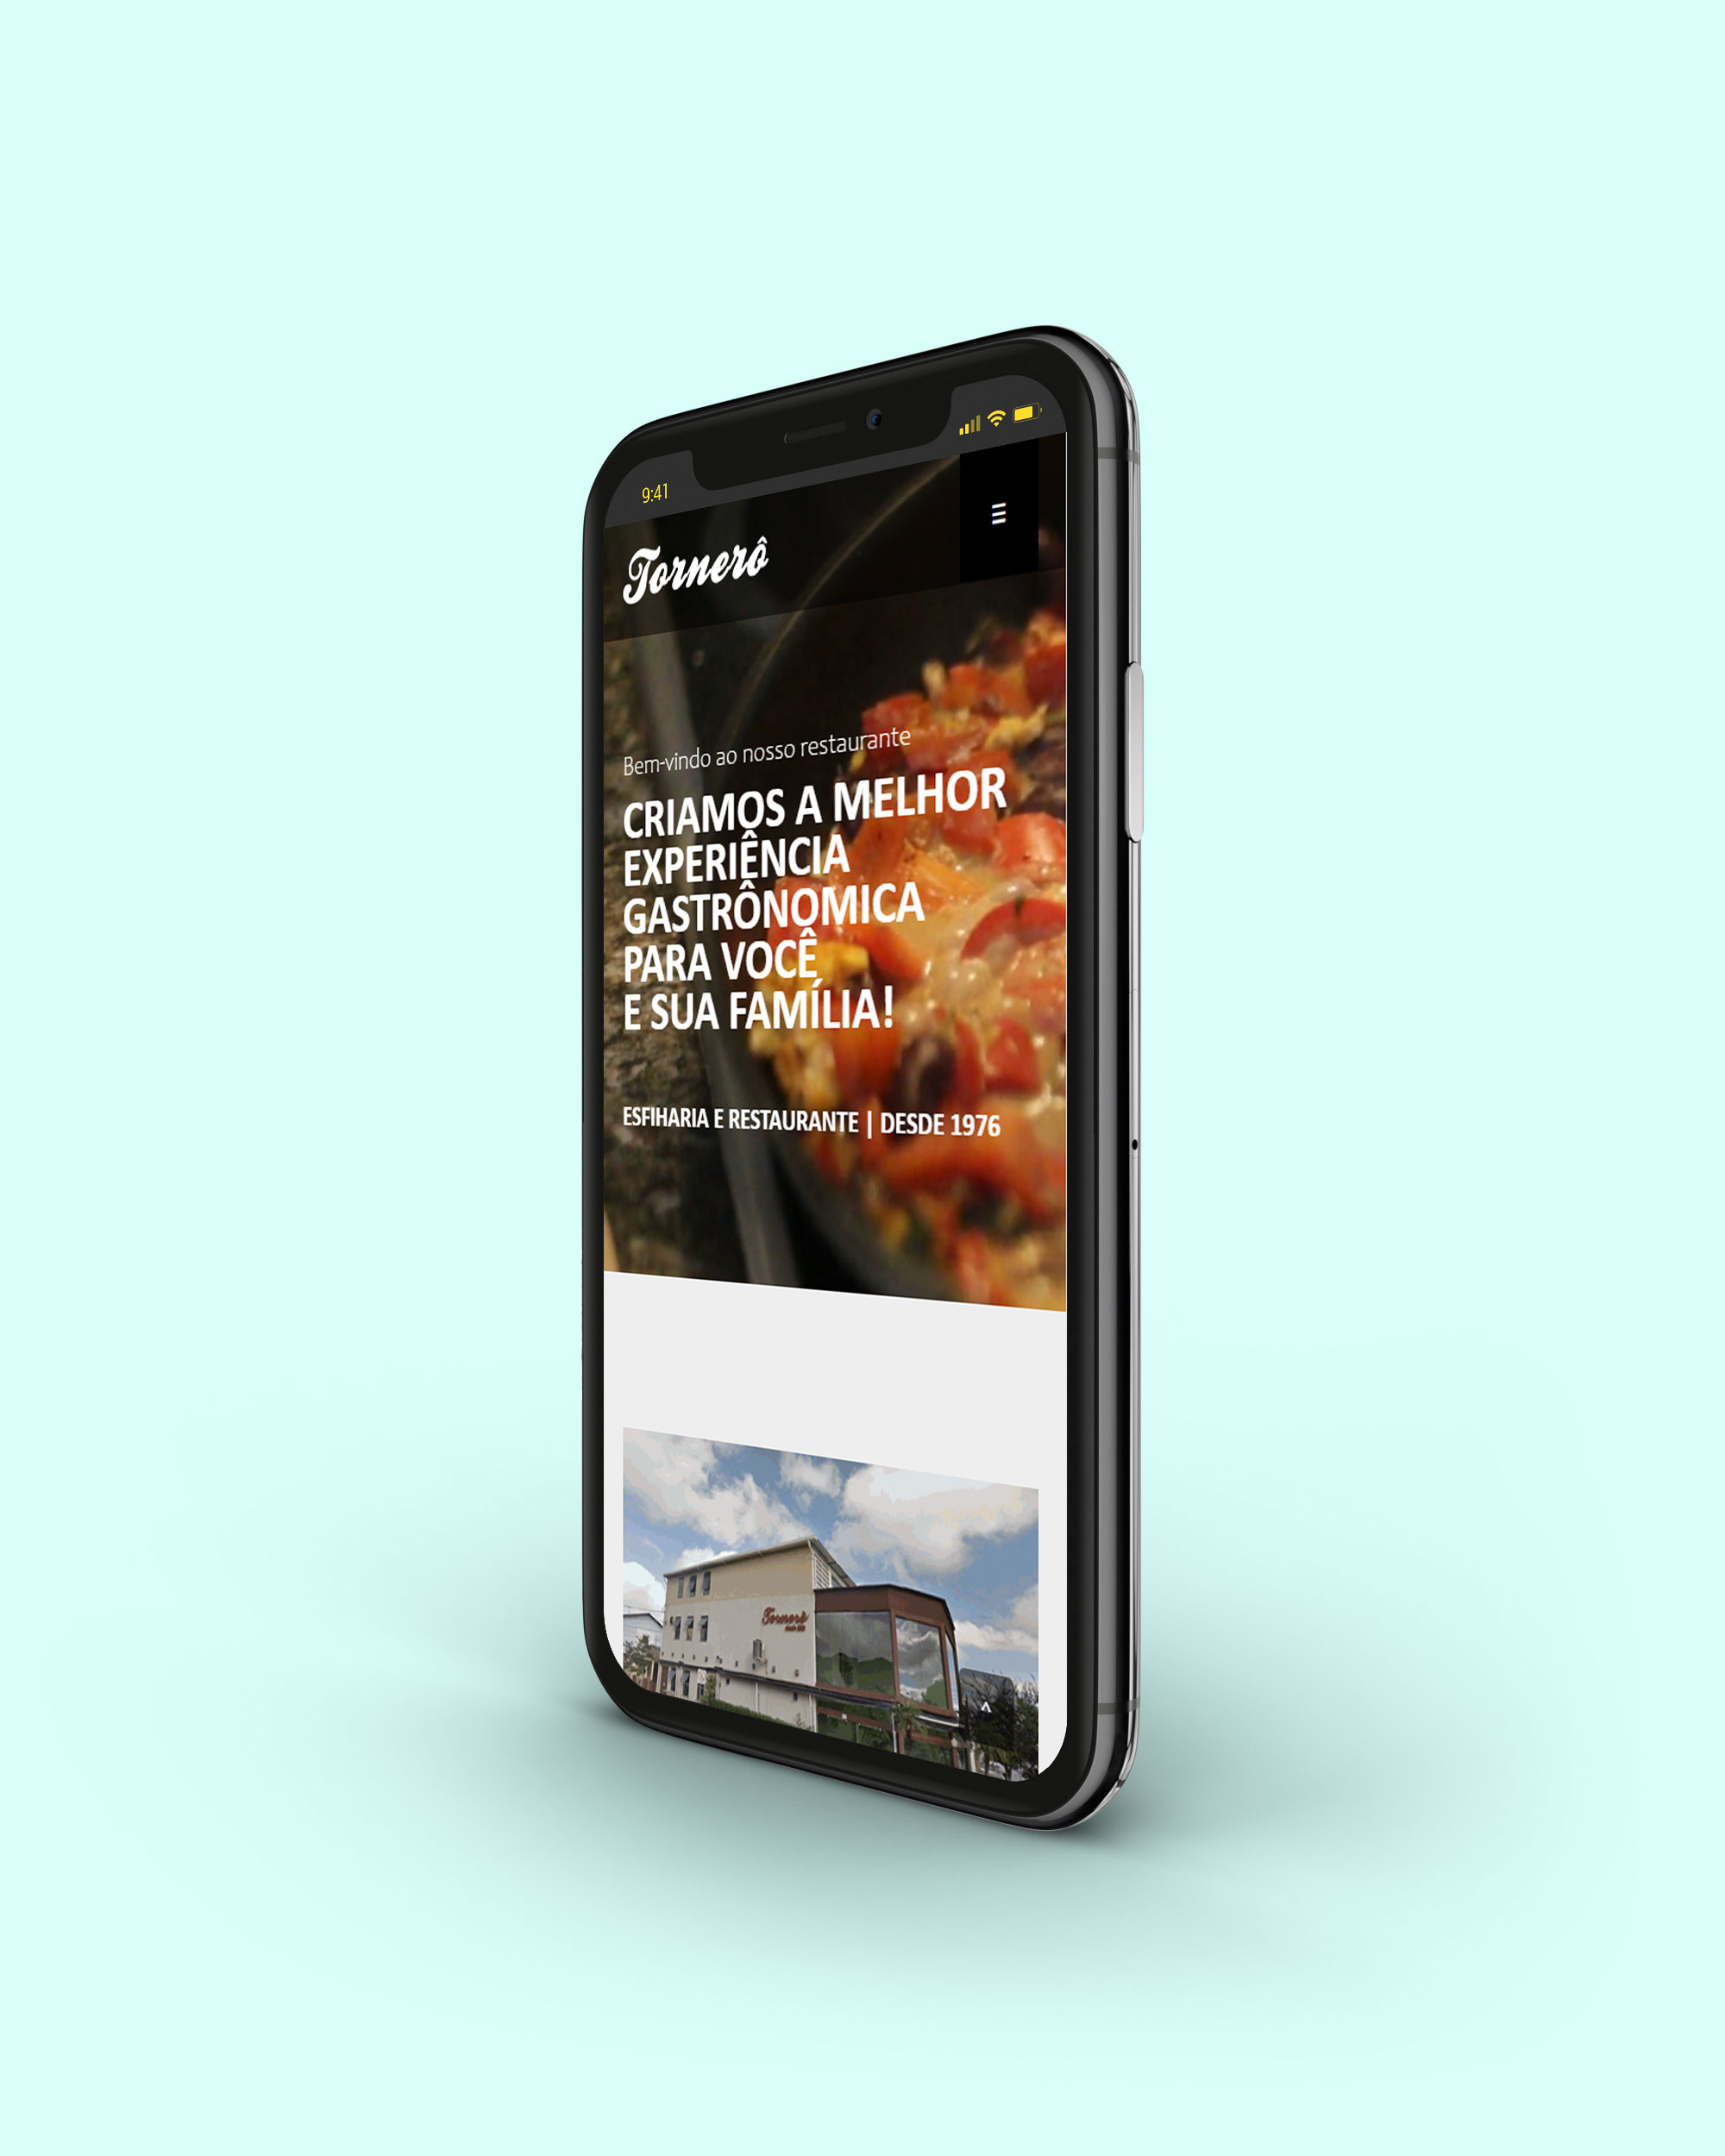 9:41
Tornerô
Bem-vindo ao nosso restaurante
CRIAMOS A MELHOR
EXPERIÊNCIA
GASTRÔNOMICA
PARA VOCÊ
E SUA FAMÍLIA!
ESFIHARIA E RESTAURANTE | DESDE 1976
Tornerô